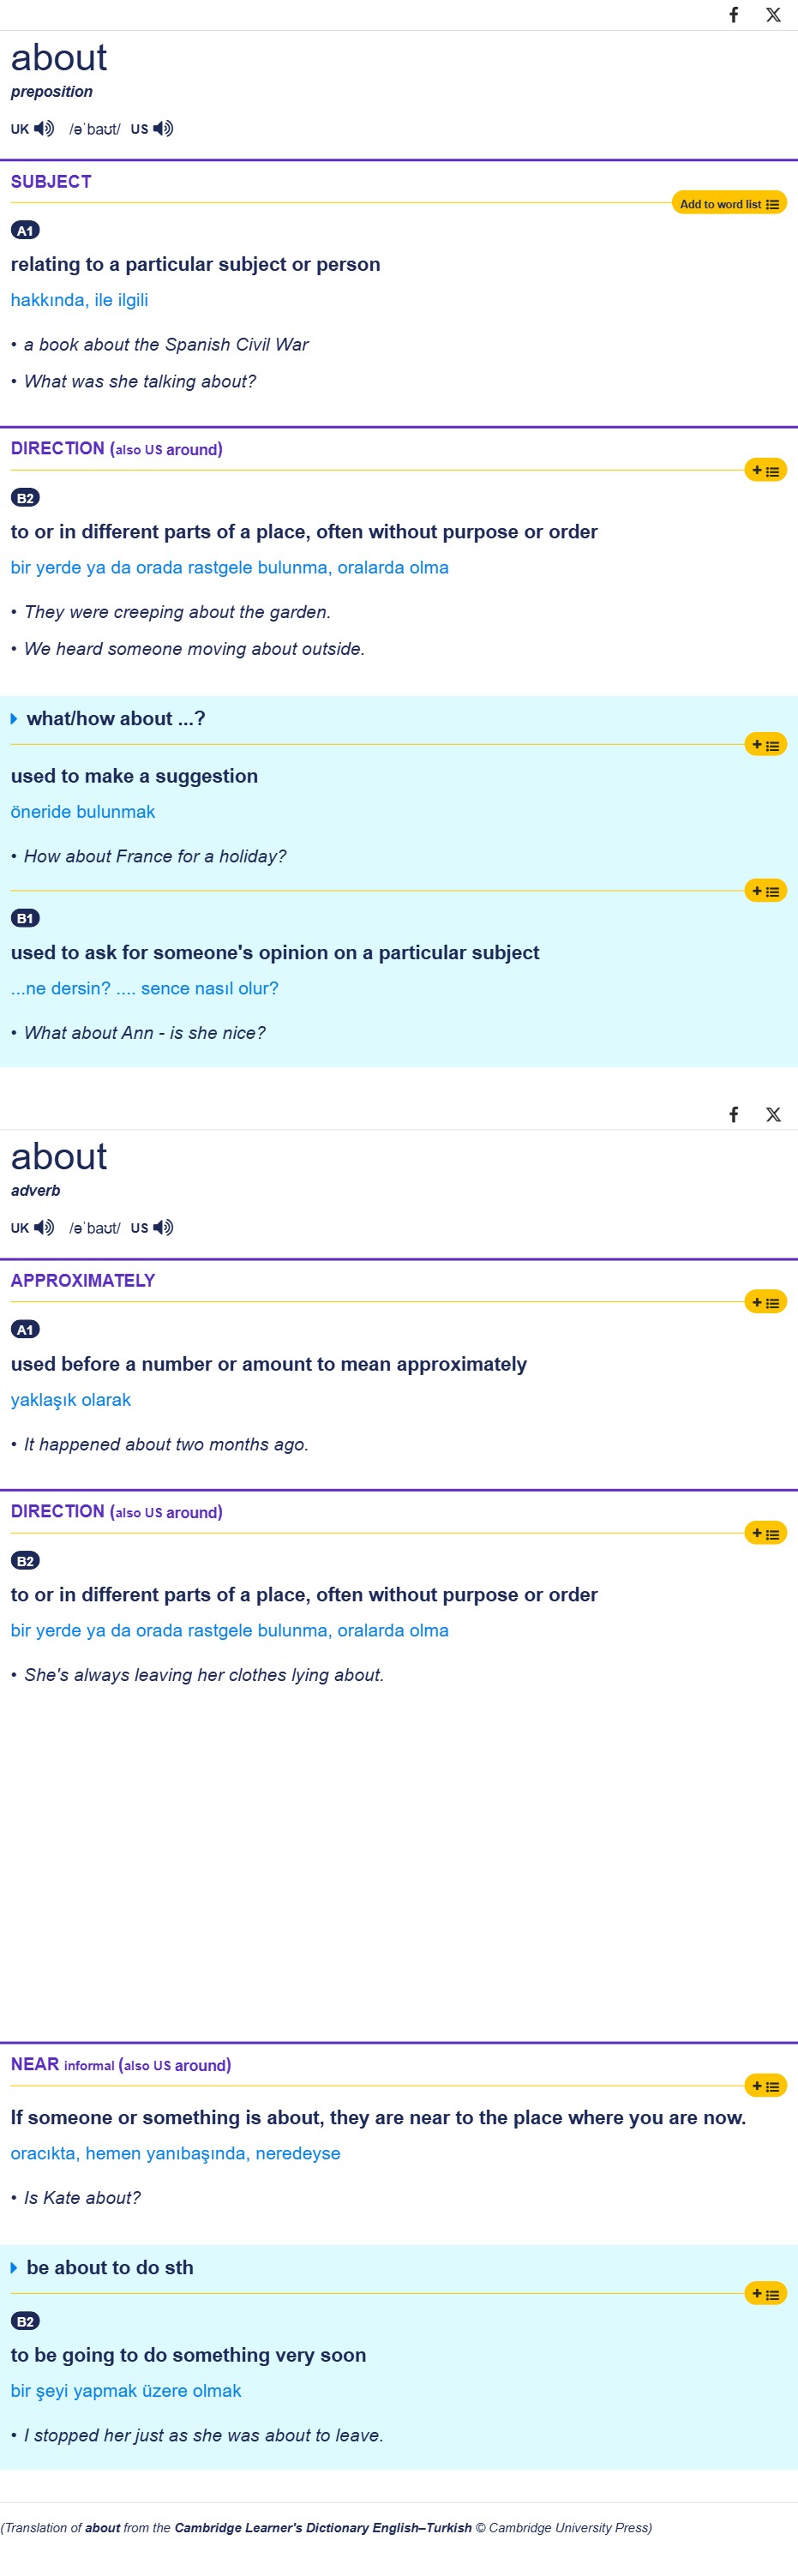 about
preposition
UK /əˈbaʊt/ US
SUBJECT
Add to word list
A1
relating to a particular subject or person
hakkında, ile ilgili
• a book about the Spanish Civil War
• What was she talking about?
DIRECTION (also US around)
B2
to or in different parts of a place, often without purpose or order
bir yerde ya da orada rastgele bulunma, oralarda olma
• They were creeping about the garden.
• We heard someone moving about outside.
what/how about ...?
used to make a suggestion
öneride bulunmak
• How about France for a holiday?
B1
used to ask for someone's opinion on a particular subject
...ne dersin? .... sence nasıl olur?
• What about Ann - is she nice?
about
adverb
UK /əˈbaʊt/ US
APPROXIMATELY
A1
used before a number or amount to mean approximately
yaklaşık olarak
• It happened about two months ago.
DIRECTION (also US around)
B2
to or in different parts of a place, often without purpose or order
bir yerde ya da orada rastgele bulunma, oralarda olma
• She's always leaving her clothes lying about.
NEAR informal (also US around)
If someone or something is about, they are near to the place where you are now.
oracıkta, hemen yanıbaşında, neredeyse
• Is Kate about?
be about to do sth
B2
to be going to do something very soon
bir şeyi yapmak üzere olmak
• I stopped her just as she was about to leave.
(Translation of about from the Cambridge Learner's Dictionary English–Turkish © Cambridge University Press)